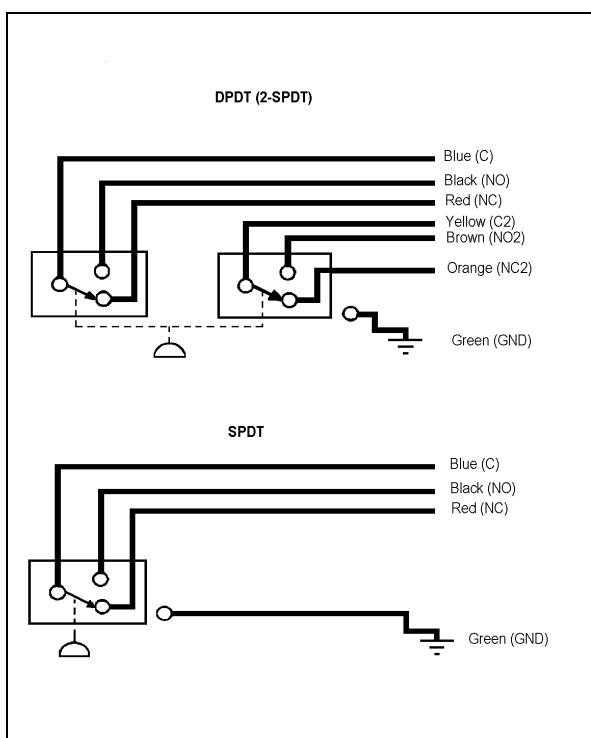 DPDT (2-SPDT)
Blue (C)
Black (NO)
Red (NC)
Yellow (C2)
Brown (NO2)
Orange (NC2)
Green (GND)
SPDT
Blue (C)
Black (NO)
Red (NC)
Green (GND)